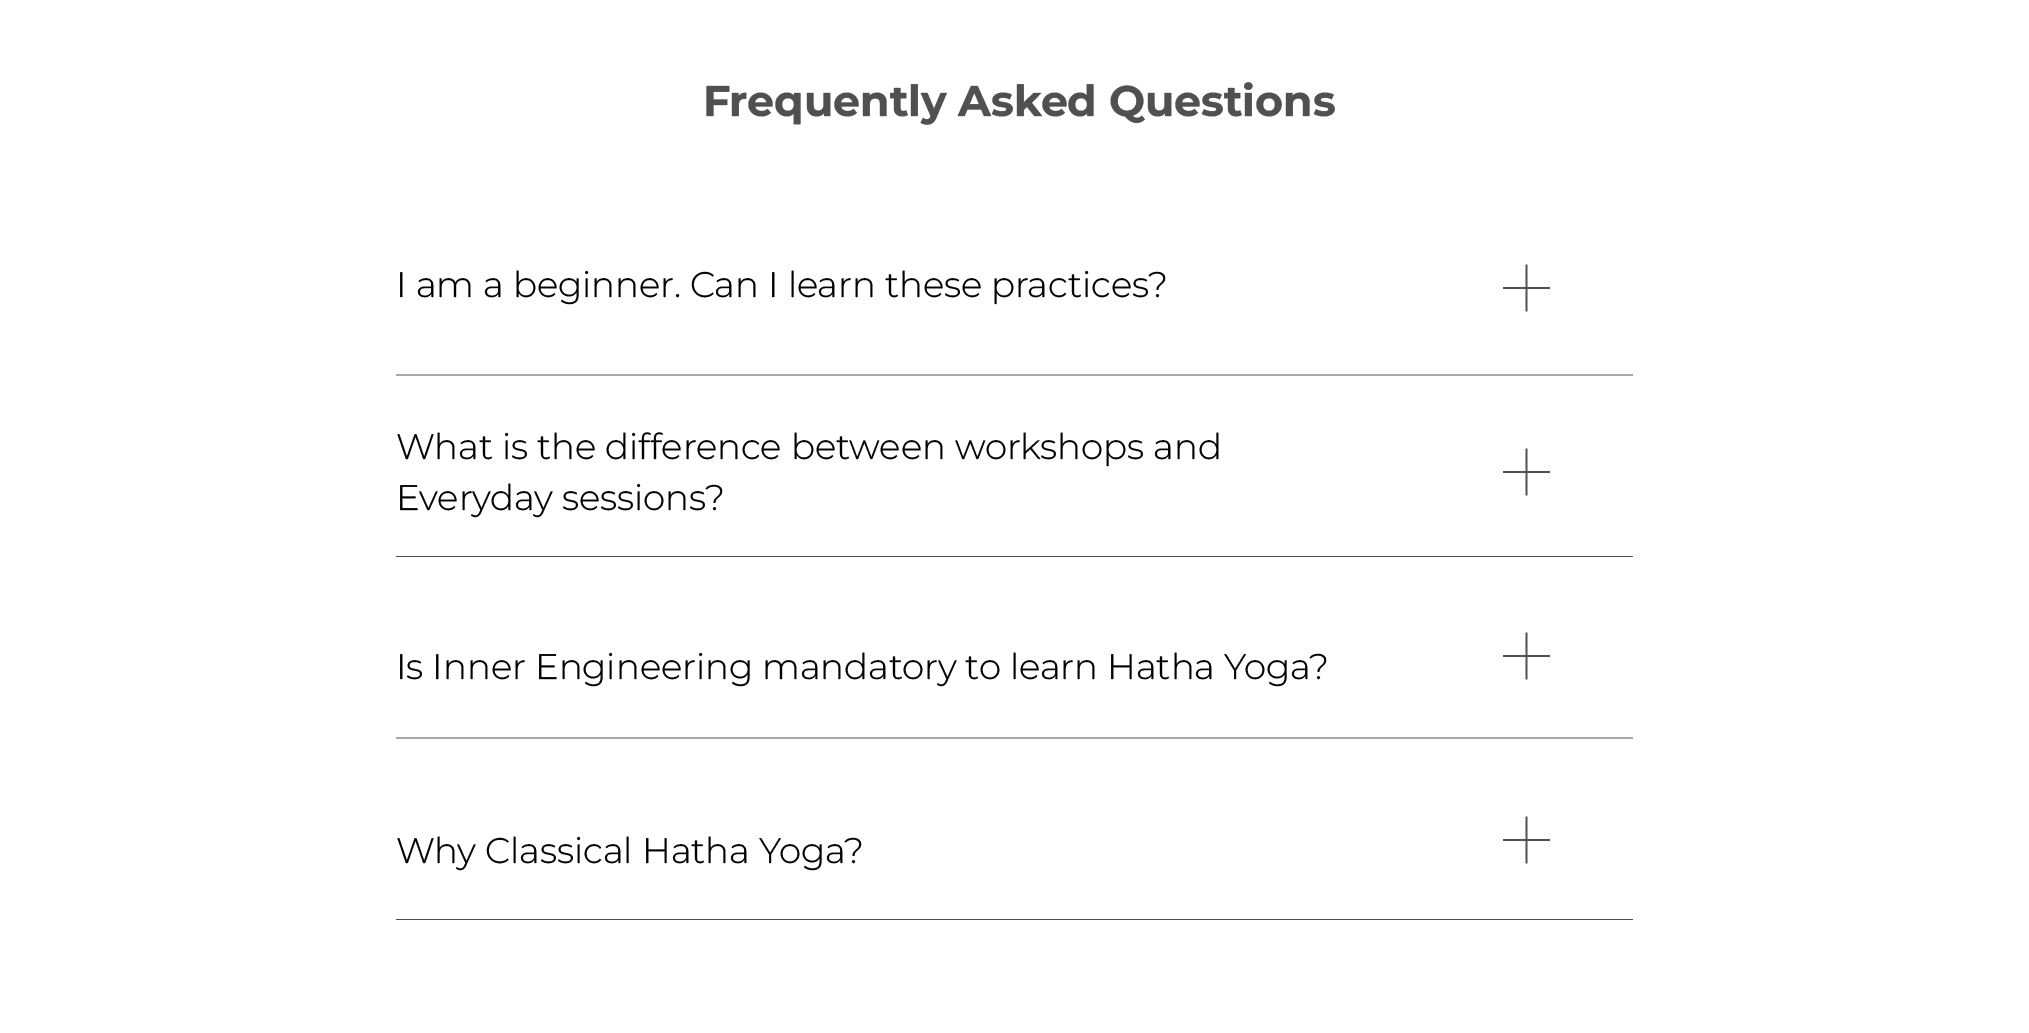 Frequently Asked Questions
I am a beginner. Can I learn these practices?
What is the difference between workshops and
Everyday sessions?
Is Inner Engineering mandatory to learn Hatha Yoga?
Why Classical Hatha Yoga?